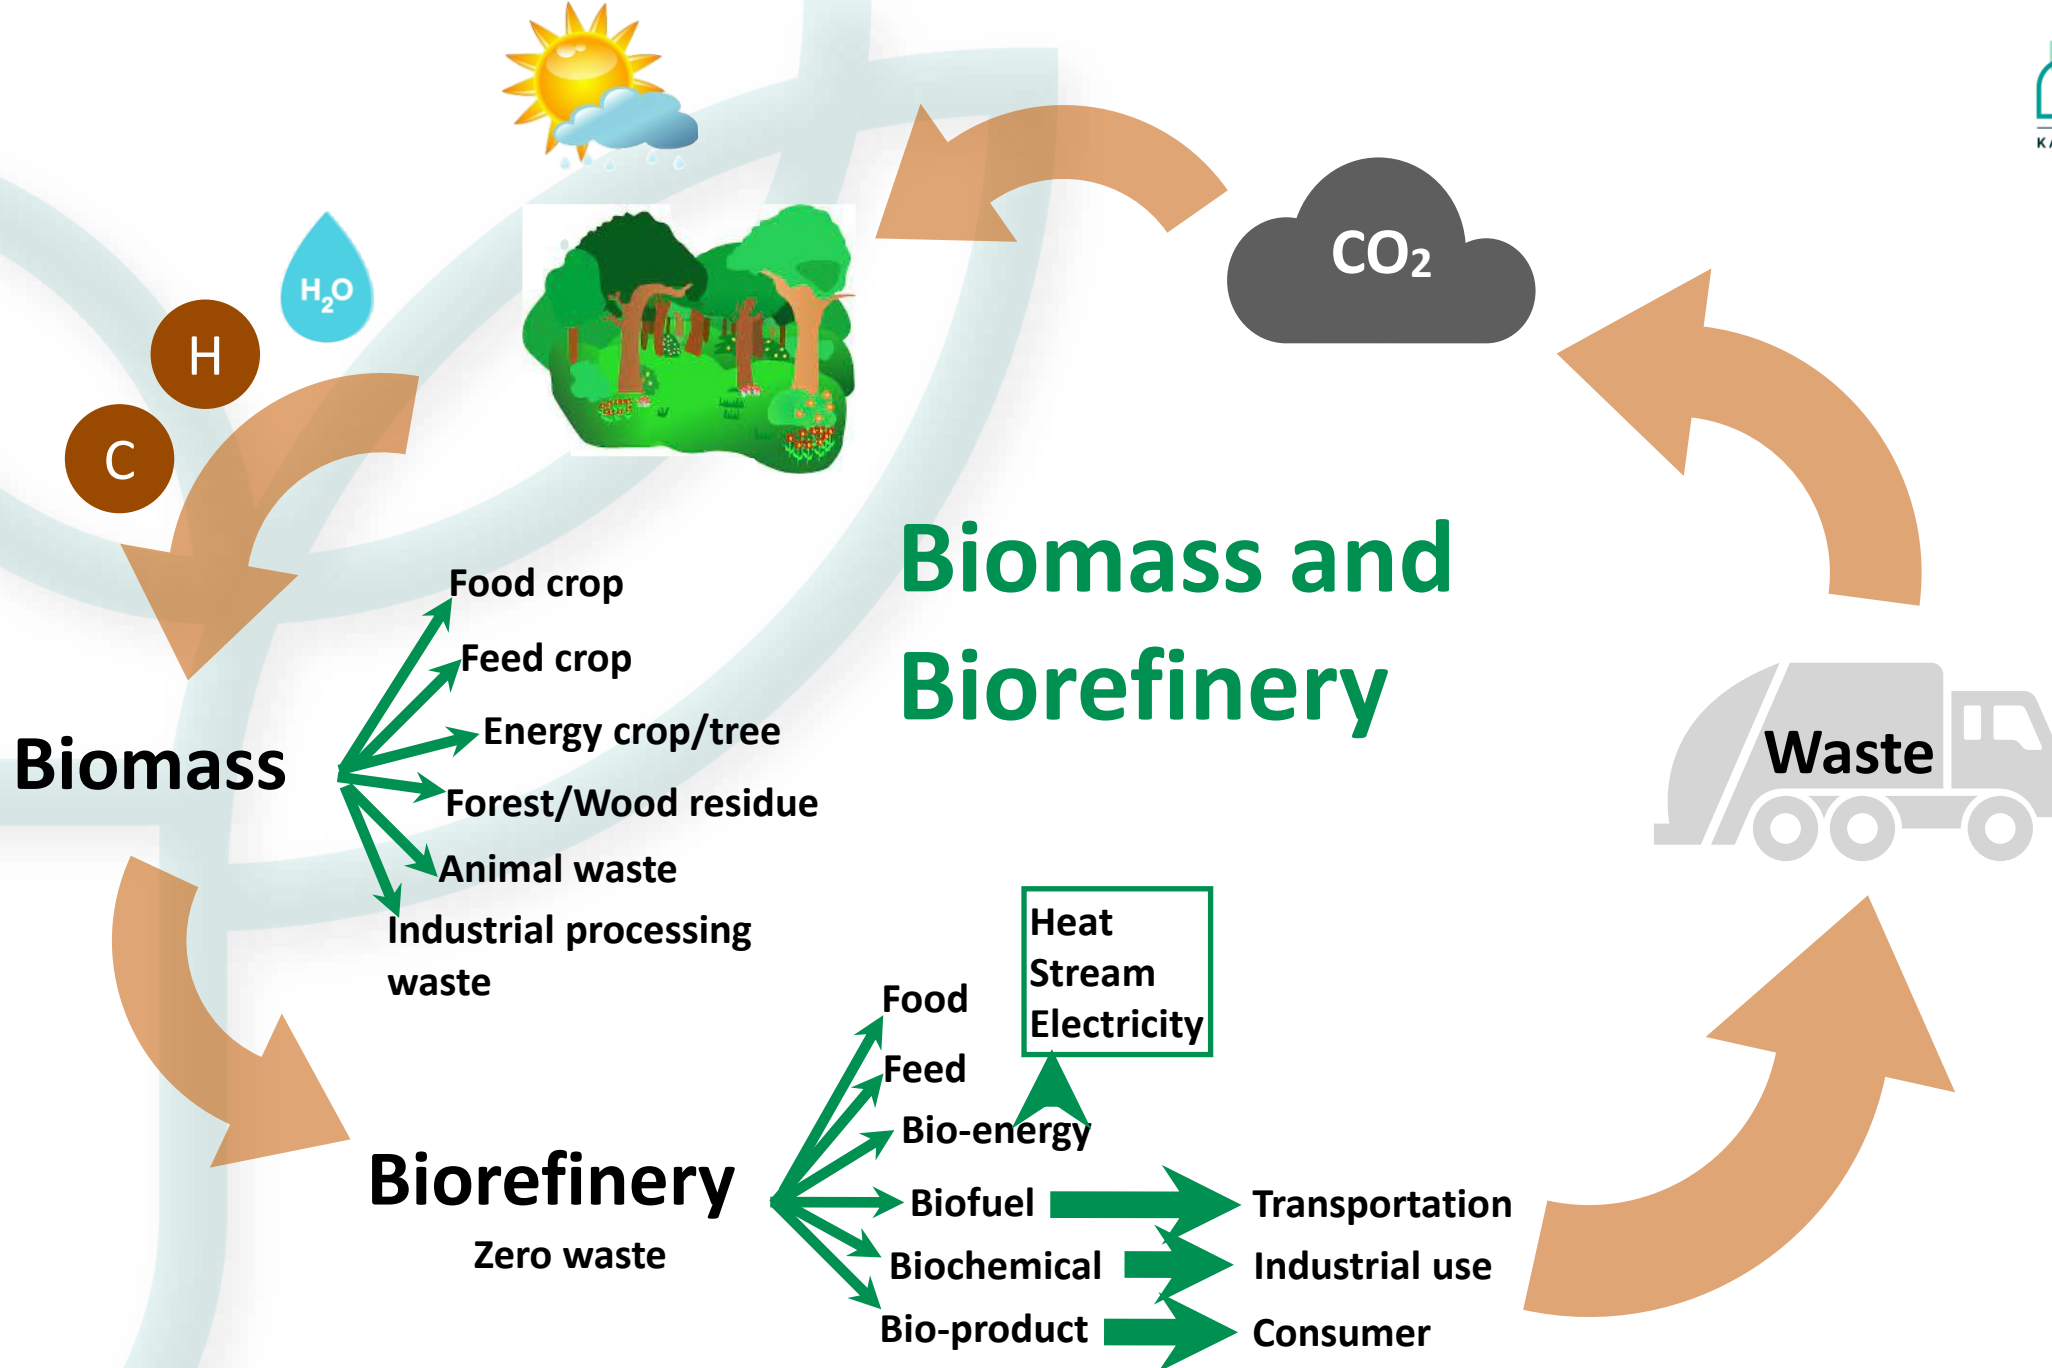 CO₂
H₂O
H
C
Biomass and
Biorefinery
Food crop
Feed crop
Energy crop/tree
Biomass
Forest/Wood residue
Animal waste
Industrial processing
waste
Waste
Heat
Stream
Electricity
Food
Feed
Bio-energy
Biorefinery
Zero waste
Biofuel
Transportation
Biochemical
Industrial use
Bio-product
Consumer